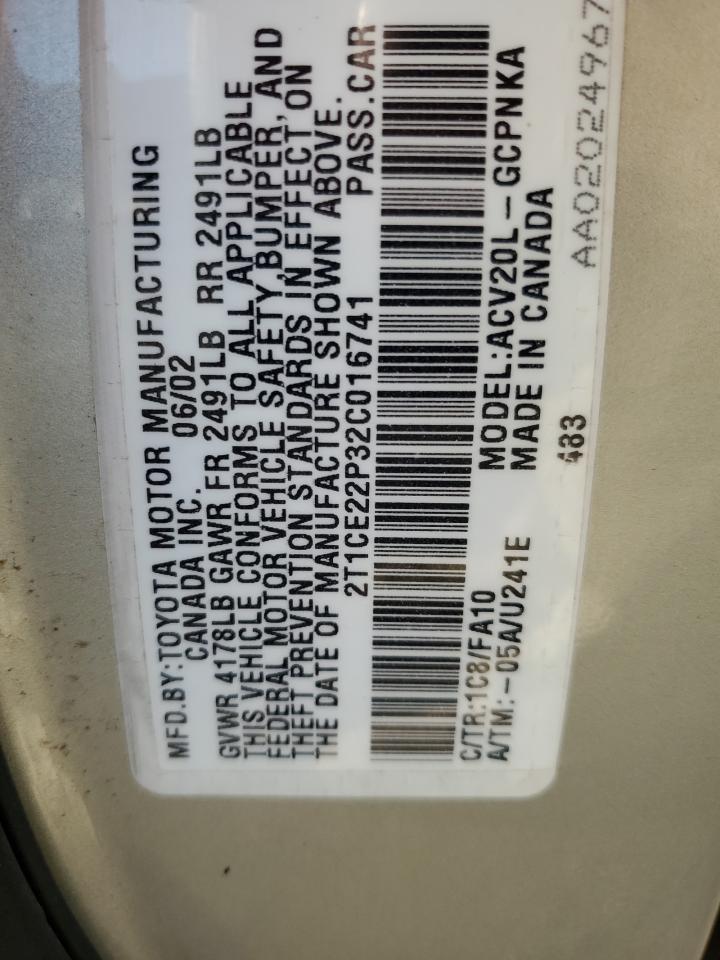 MFD.BY:TOYOTA MOTOR MANUFACTURING
CANADA INC. 06/02
GVWR 4178LB GAWR FR 2491LB RR 2491LB
THIS VEHICLE CONFORMS TO ALL APPLICABLE
FEDERAL MOTOR VEHICLE SAFETY,BUMPER, AND
THEFT PREVENTION STANDARDS IN EFFECT ON
THE DATE OF MANUFACTURE SHOWN ABOVE.
2T1CE22P32C016741 PASS.CAR
C/TR:1C8/FA10 MODEL:ACV20L-GCPNKA
A/TM:-05A/U241E MADE IN CANADA
483
AA02024967